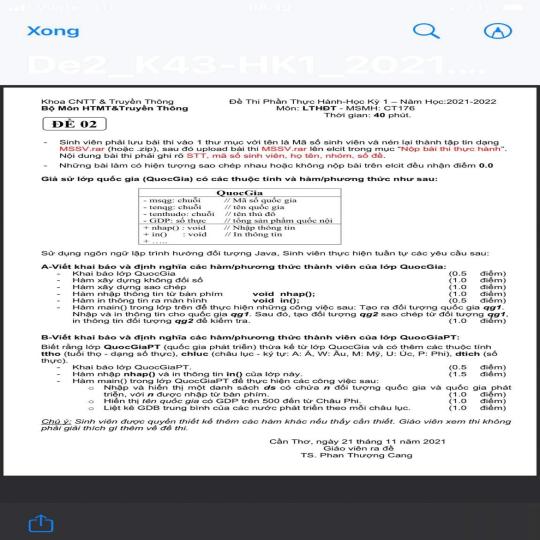 Xong
De2_K43-HK1_2021....
Khoa CNTT & Truyền Thông Đề Thi Phần Thực Hành-Học Kỳ 1 – Năm Học:2021-2022
Bộ Môn HTMT&Truyền Thông Môn: LTHĐT - MSMH: CT176
Thời gian: 40 phút.
ĐỀ 02
- Sinh viên phải lưu bài thi vào 1 thư mục với tên là Mã số sinh viên và nén lại thành tập tin dạng
MSSV.rar (hoặc .zip), sau đó upload bài thi MSSV.rar lên elcit trong mục "Nộp bài thi thực hành".
Nội dung bài thi phải ghi rõ STT, mã số sinh viên, họ tên, nhóm, số đề.
- Những bài làm có hiện tượng sao chép nhau hoặc không nộp bài trên elcit đều nhận điểm 0.0
Giả sử lớp quốc gia (QuocGia) có các thuộc tính và hàm/phương thức như sau:
QuocGia
- msqg: chuỗi // Mã số quốc gia
- tenqg: chuỗi // tên quốc gia
- tenthudo: chuỗi // tên thủ đô
- GDP: số thực // tổng sản phẩm quốc nội
+ nhap() : void // Nhập thông tin
+ in() : void // In thông tin
+ .....
Sử dụng ngôn ngữ lập trình hướng đối tượng Java, Sinh viên thực hiện tuần tự các yêu cầu sau:
A-Viết khai báo và định nghĩa các hàm/phương thức thành viên của lớp QuocGia:
- Khai báo lớp QuocGia (0.5 điểm)
- Hàm xây dựng không đối số (1.0 điểm)
- Hàm xây dựng sao chép (1.0 điểm)
- Hàm nhập thông tin từ bàn phím void nhap(); (1.0 điểm)
- Hàm in thông tin ra màn hình void in(); (0.5 điểm)
- Hàm main() trong lớp trên để thực hiện những công việc sau: Tạo ra đối tượng quốc gia qg1.
Nhập và in thông tin cho quốc gia qg1. Sau đó, tạo đối tượng qg2 sao chép từ đối tượng qg1,
in thông tin đối tượng qg2 để kiểm tra. (1.0 điểm)
B-Viết khai báo và định nghĩa các hàm/phương thức thành viên của lớp QuocGiaPT:
Biết rằng lớp QuocGiaPT (quốc gia phát triển) thừa kế từ lớp QuocGia và có thêm các thuộc tính
ttho (tuổi thọ - dạng số thực), chluc (châu lục - ký tự: A: Á, W: Âu, M: Mỹ, U: Úc, P: Phi), dtich (số
thực).
- Khai báo lớp QuocGiaPT. (0.5 điểm)
- Hàm nhập nhap() và in thông tin in() của lớp này. (1.5 điểm)
- Hàm main() trong lớp QuocGiaPT để thực hiện các công việc sau:
o Nhập và hiển thị một danh sách ds có chứa n đối tượng quốc gia và quốc gia phát
triển, với n được nhập từ bàn phím. (1.0 điểm)
o Hiển thị tên quốc gia có GDP trên 500 đến từ Châu Phi. (1.0 điểm)
o Liệt kê GDB trung bình của các nước phát triển theo mỗi châu lục. (1.0 điểm)
Chú ý: Sinh viên được quyền thiết kế thêm các hàm khác nếu thấy cần thiết. Giáo viên xem thi không
phải giải thích gì thêm về đề thi.
Cần Thơ, ngày 21 tháng 11 năm 2021
Giáo viên ra đề
TS. Phan Thượng Cang